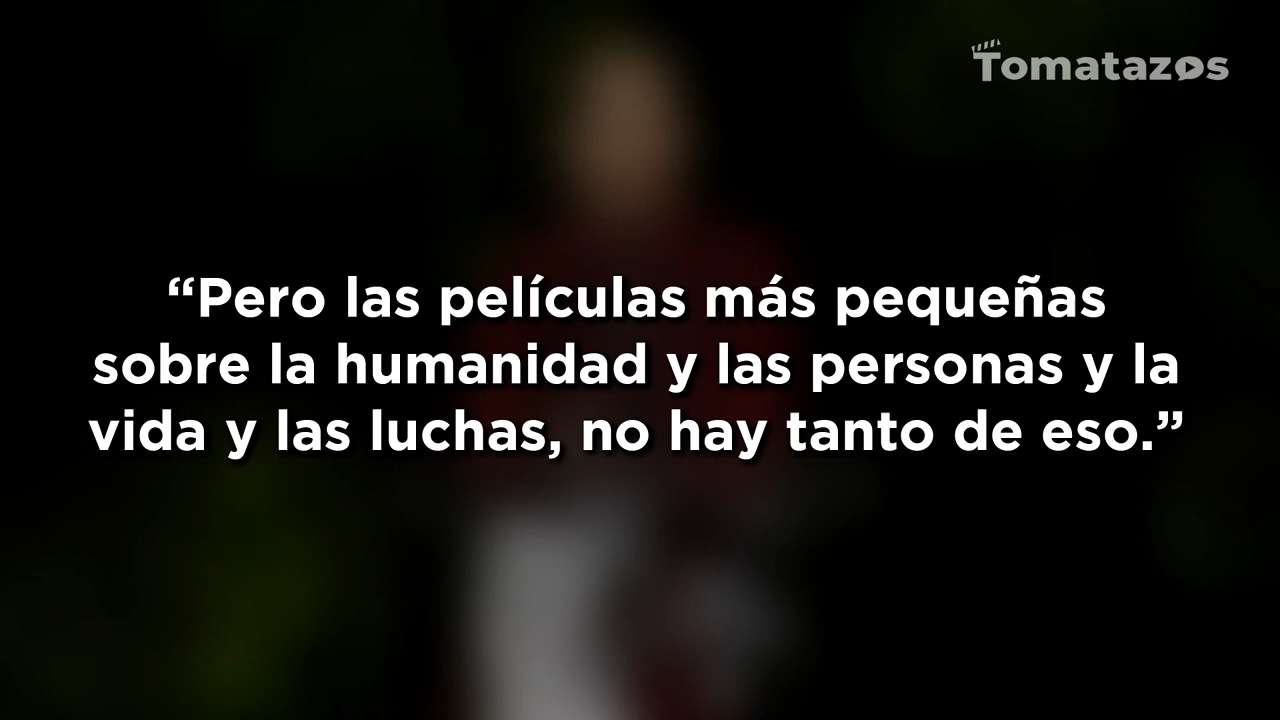 Tomatazos
“Pero las películas más pequeñas
sobre la humanidad y las personas y la
vida y las luchas, no hay tanto de eso.”